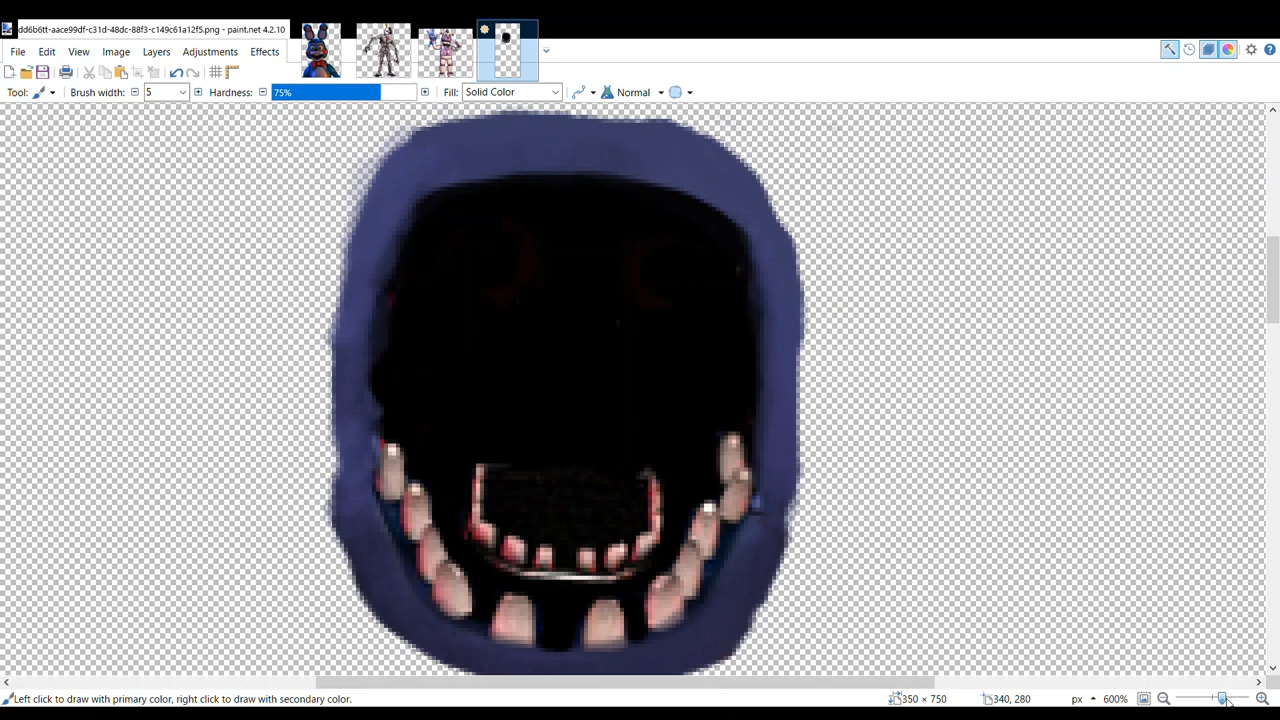 dd6b6tt-aace99df-c31d-48dc-88f3-c149c61a12f5.png - paint.net 4.2.10
File Edit View Image Layers Adjustments Effects
Tool: Brush width: 5 Hardness: 75% Fill: Solid Color Normal
Left click to draw with primary color, right click to draw with secondary color. 350 × 750 340, 280 px 600%